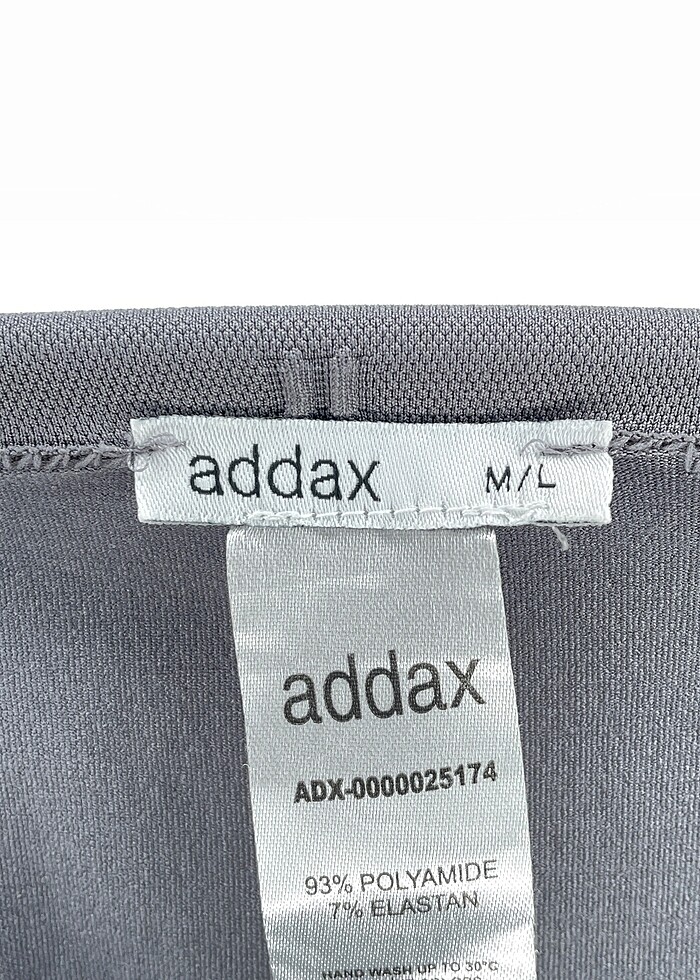 addax M/L
addax
ADX-0000025174
93% POLYAMIDE
7% ELASTAN
HAND WASH UP TO 30°C